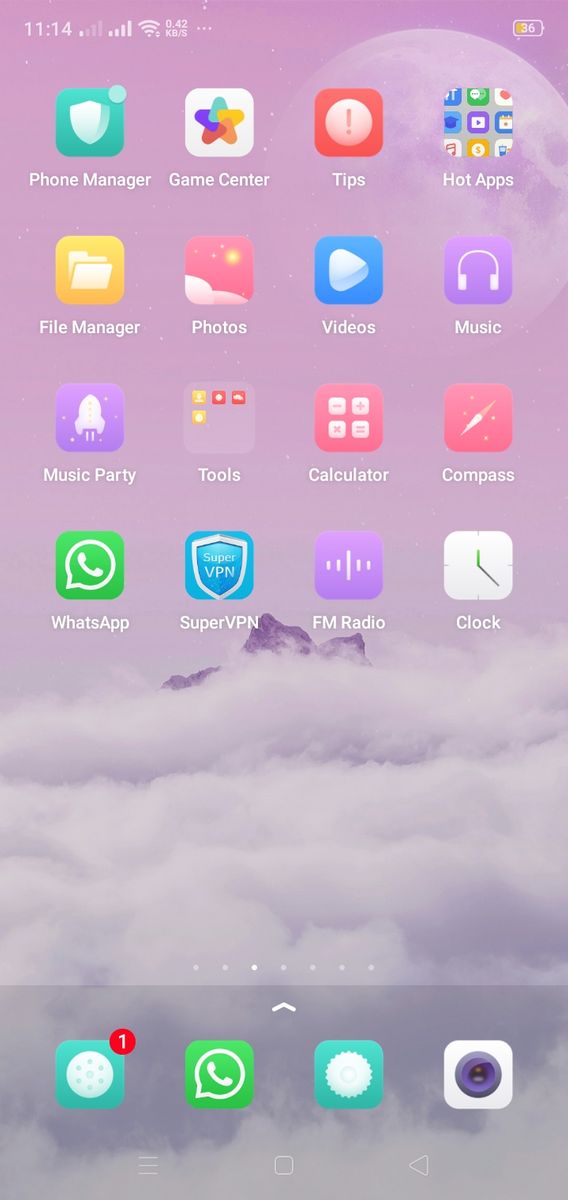 11:14 0.42 KB/S ... 36
Phone Manager Game Center Tips Hot Apps
File Manager Photos Videos Music
Music Party Tools Calculator Compass
Super
VPN
WhatsApp SuperVPN FM Radio Clock
1